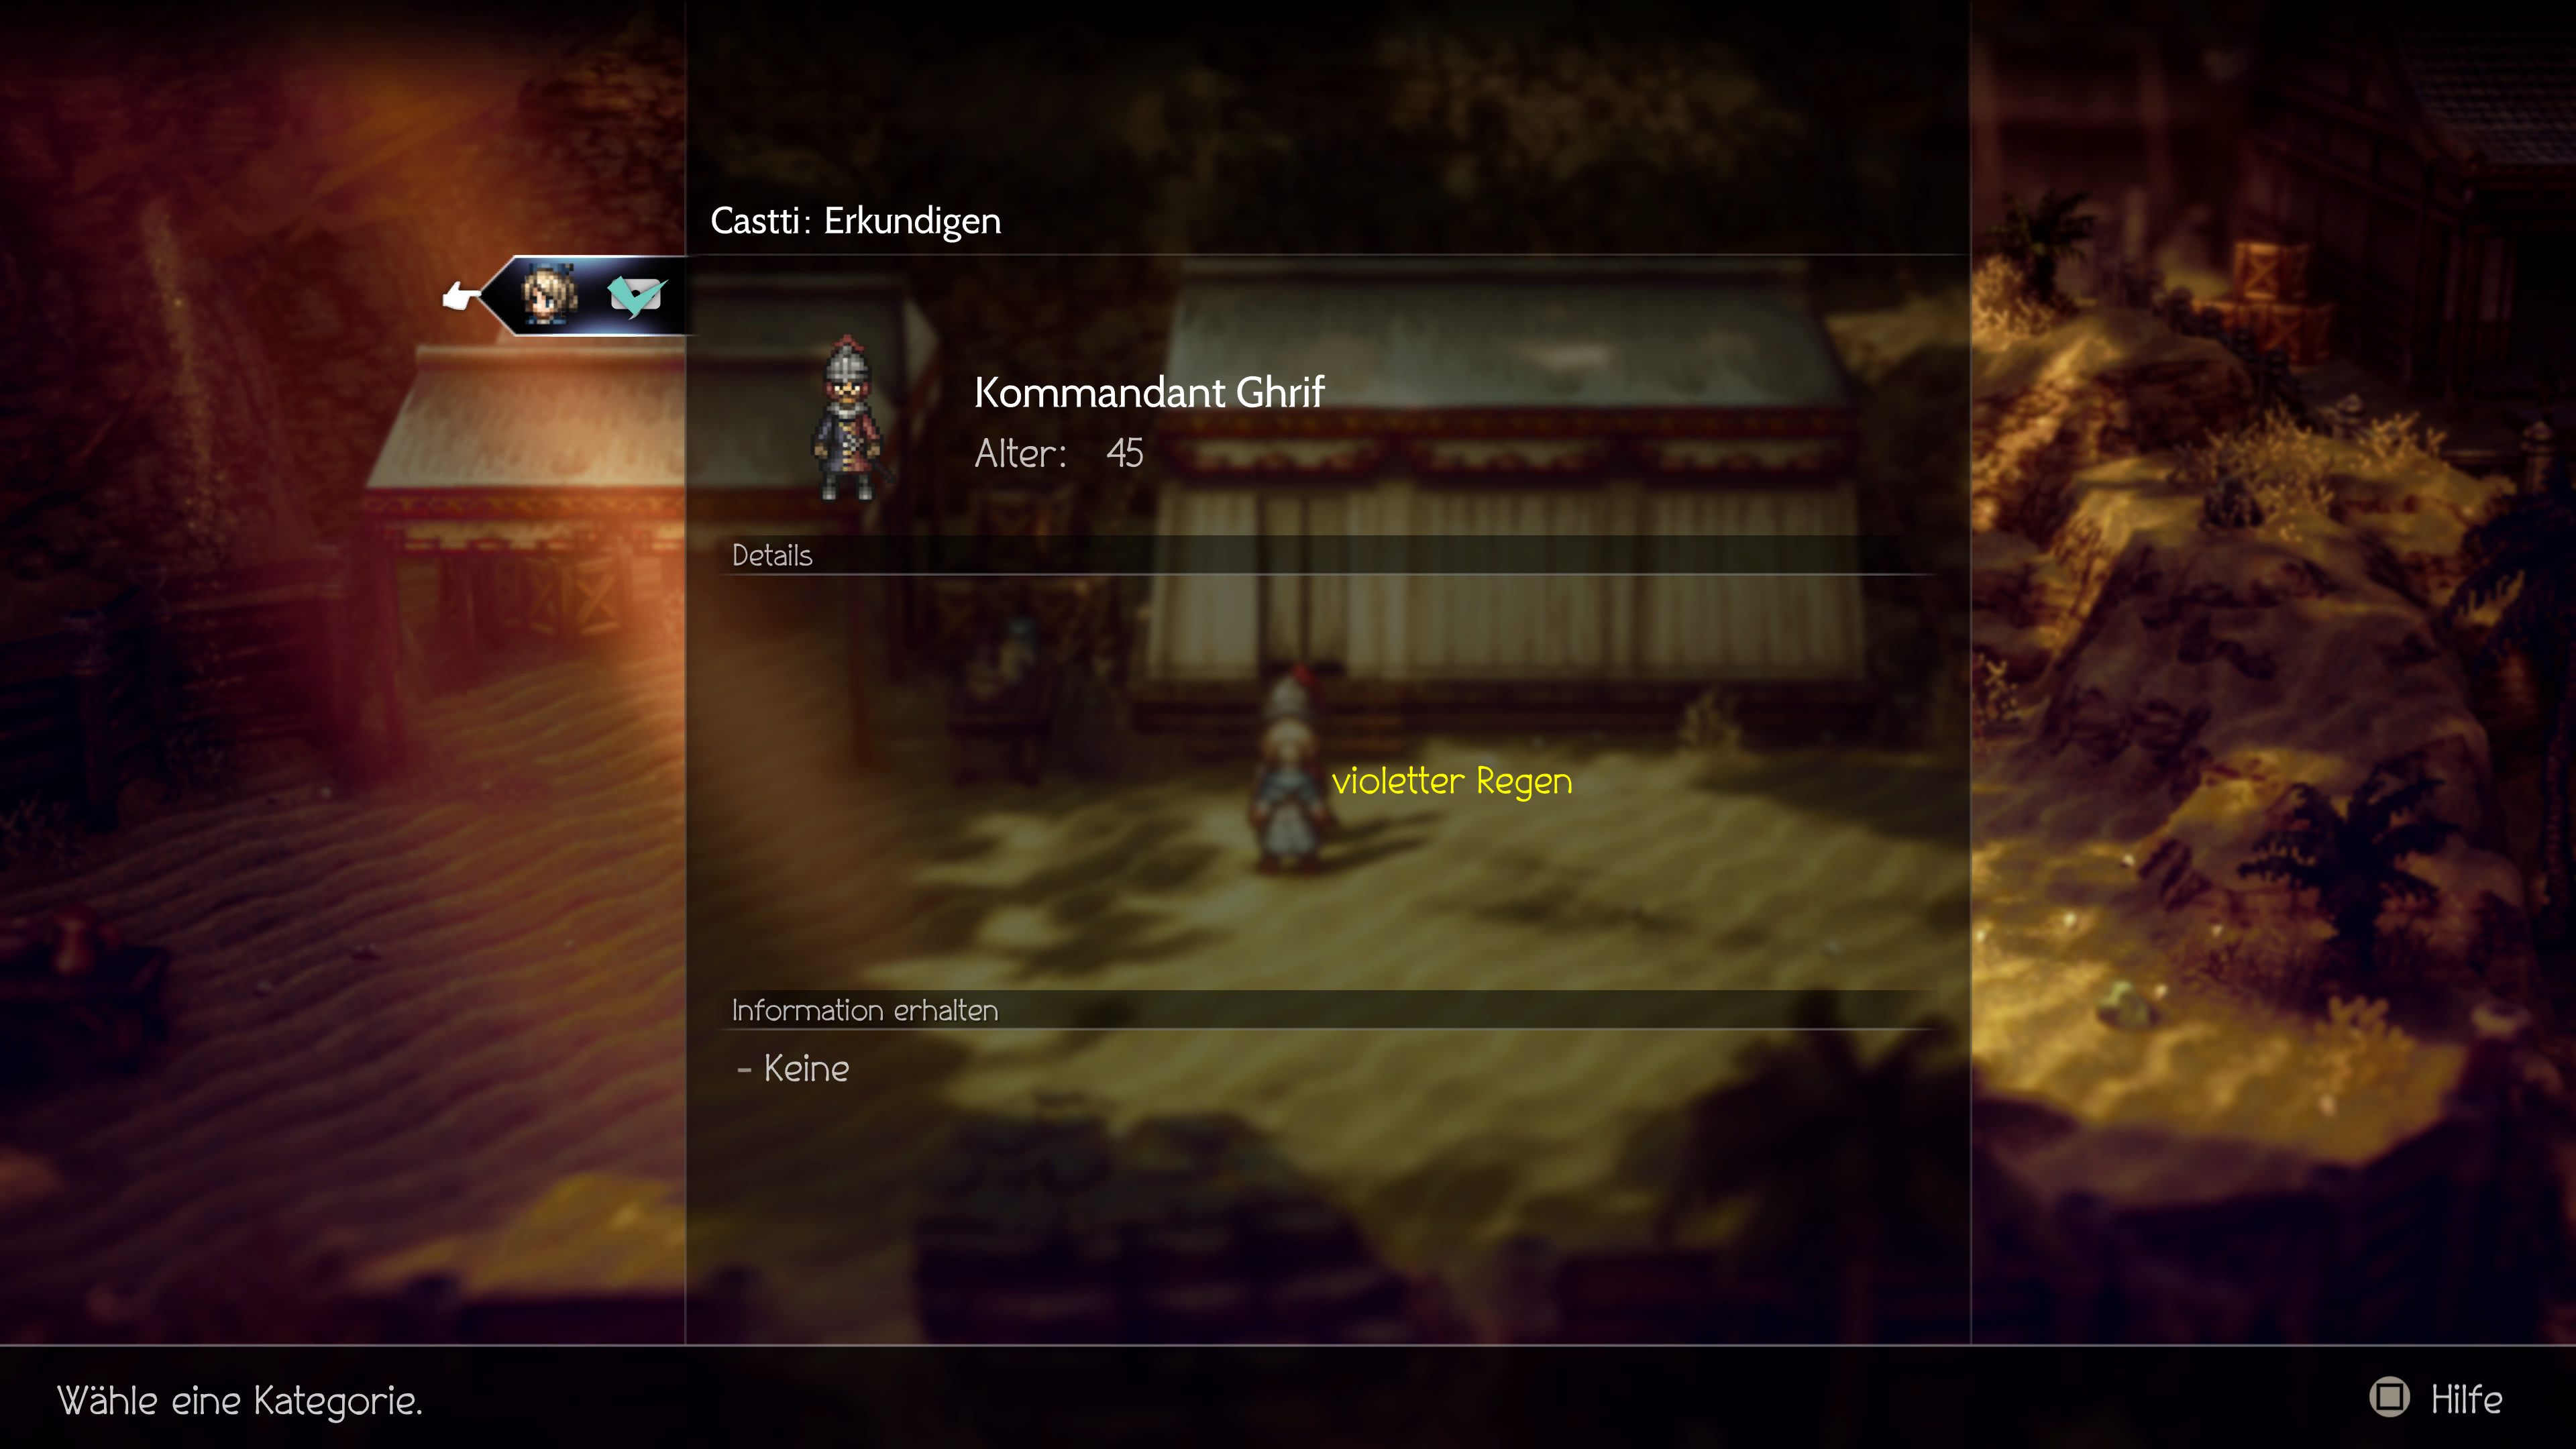 Castti: Erkundigen
Kommandant Ghrif
Alter: 45
Details
violetter Regen
Information erhalten
- Keine
Wähle eine Kategorie.
Hilfe